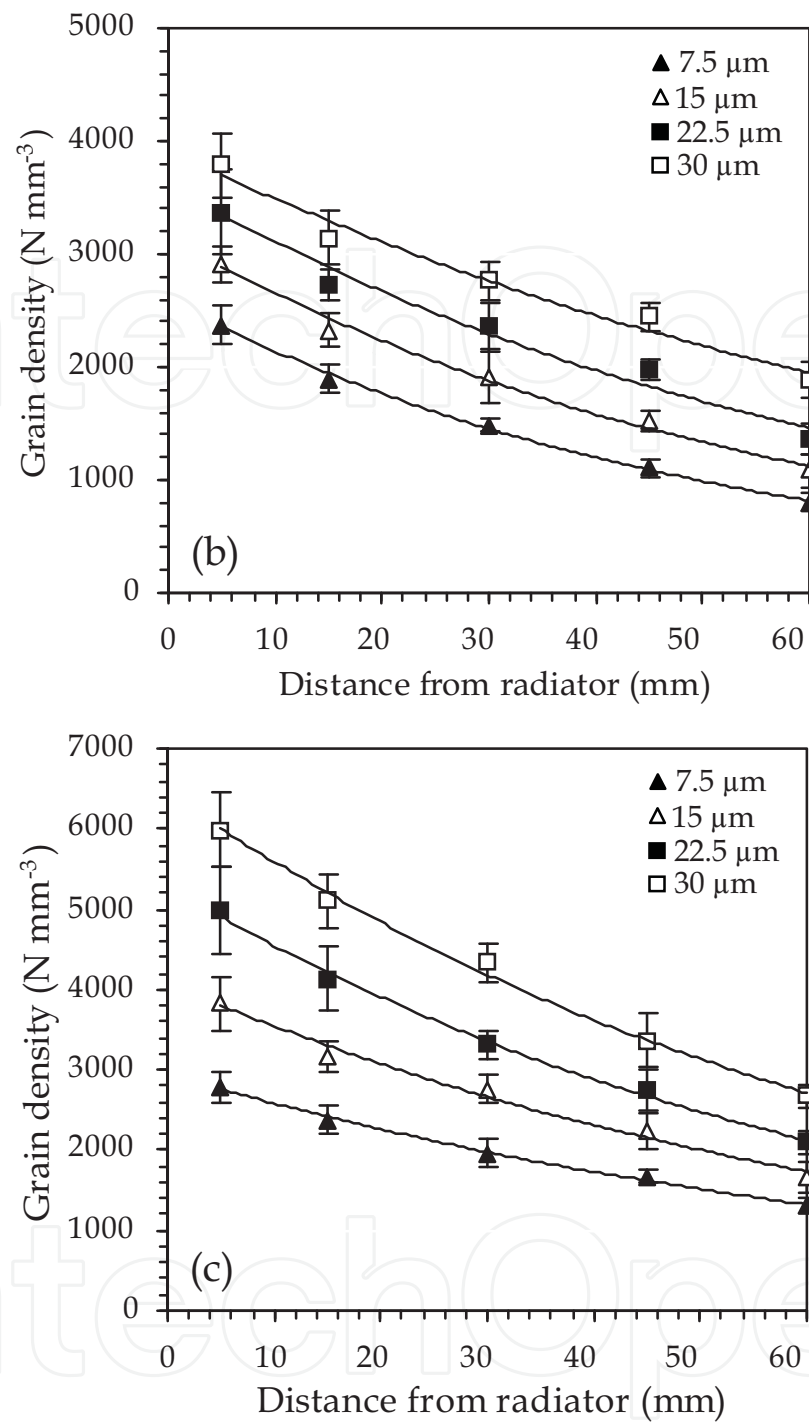 5000
4000
3000
2000
1000
0
Grain density (N mm-3)
7.5 µm
15 µm
22.5 µm
30 µm
(b)
0 10 20 30 40 50 60
Distance from radiator (mm)
7000
6000
5000
4000
3000
2000
1000
0
Grain density (N mm-3)
7.5 µm
15 µm
22.5 µm
30 µm
(c)
0 10 20 30 40 50 60
Distance from radiator (mm)